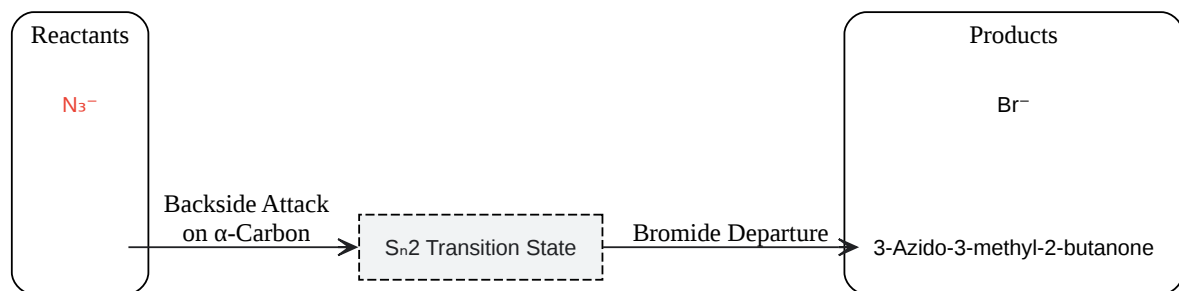 Reactants
Products
N₃⁻
Br⁻
Backside Attack
on α-Carbon
Sₙ2 Transition State
Bromide Departure
3-Azido-3-methyl-2-butanone